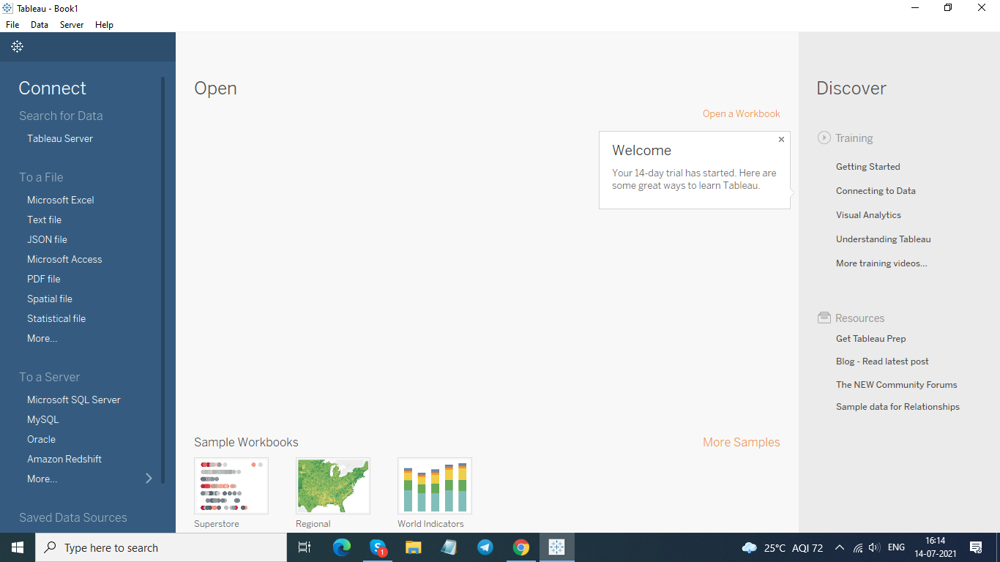 Tableau - Book1
File Data Server Help
Connect
Search for Data
Tableau Server
To a File
Microsoft Excel
Text file
JSON file
Microsoft Access
PDF file
Spatial file
Statistical file
More...
To a Server
Microsoft SQL Server
MySQL
Oracle
Amazon Redshift
More...
Saved Data Sources
Open
Open a Workbook
Welcome
Your 14-day trial has started. Here are
some great ways to learn Tableau.
Sample Workbooks
More Samples
Superstore
Regional
World Indicators
Discover
Training
Getting Started
Connecting to Data
Visual Analytics
Understanding Tableau
More training videos...
Resources
Get Tableau Prep
Blog - Read latest post
The NEW Community Forums
Sample data for Relationships
Type here to search
S
1
25°C AQI 72
ENG
16:14
14-07-2021